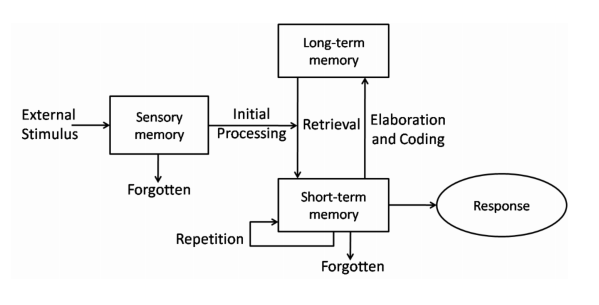 Long-term
memory
External
Stimulus
Sensory
memory
Initial
Processing
Retrieval
Elaboration
and Coding
Forgotten
Short-term
memory
Response
Repetition
Forgotten